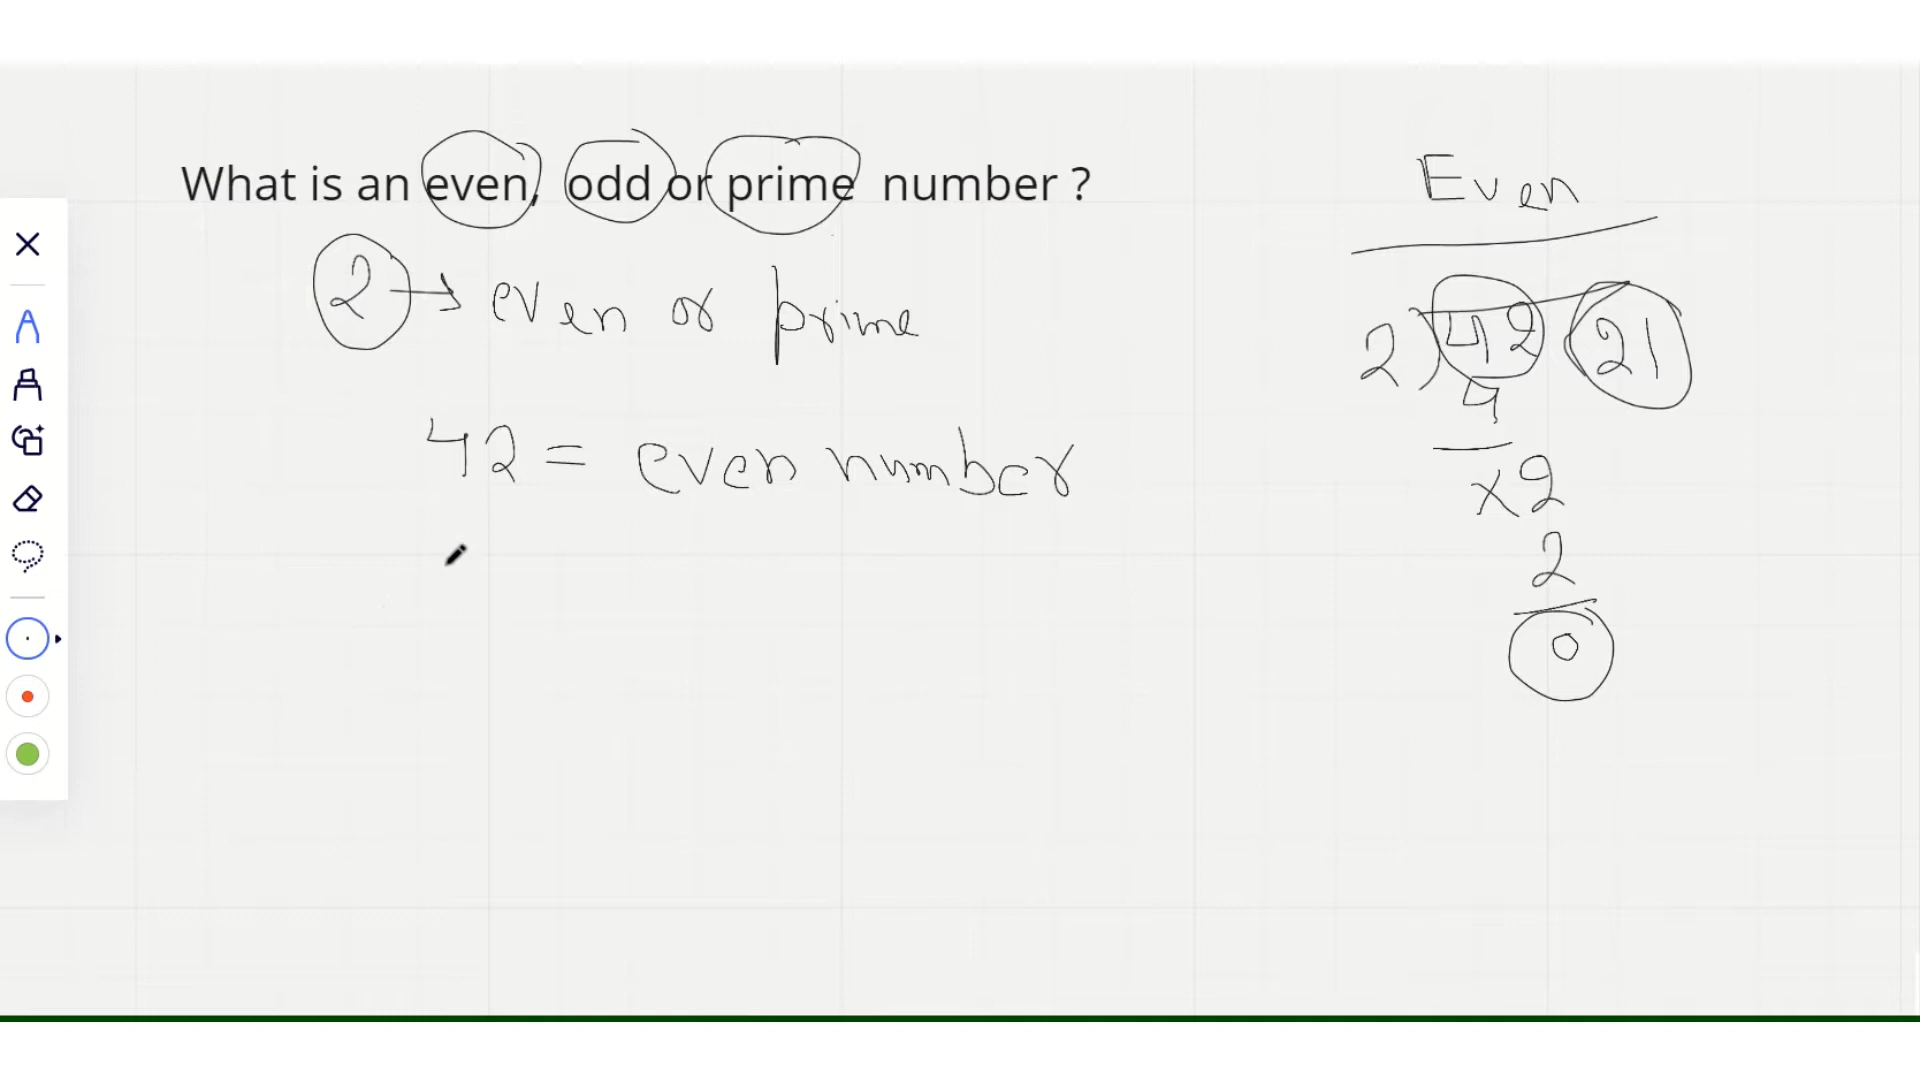 What is an even, odd or prime number ?
2 → even or prime
42 = even number
Even
2)42 21
4
x2
2
0